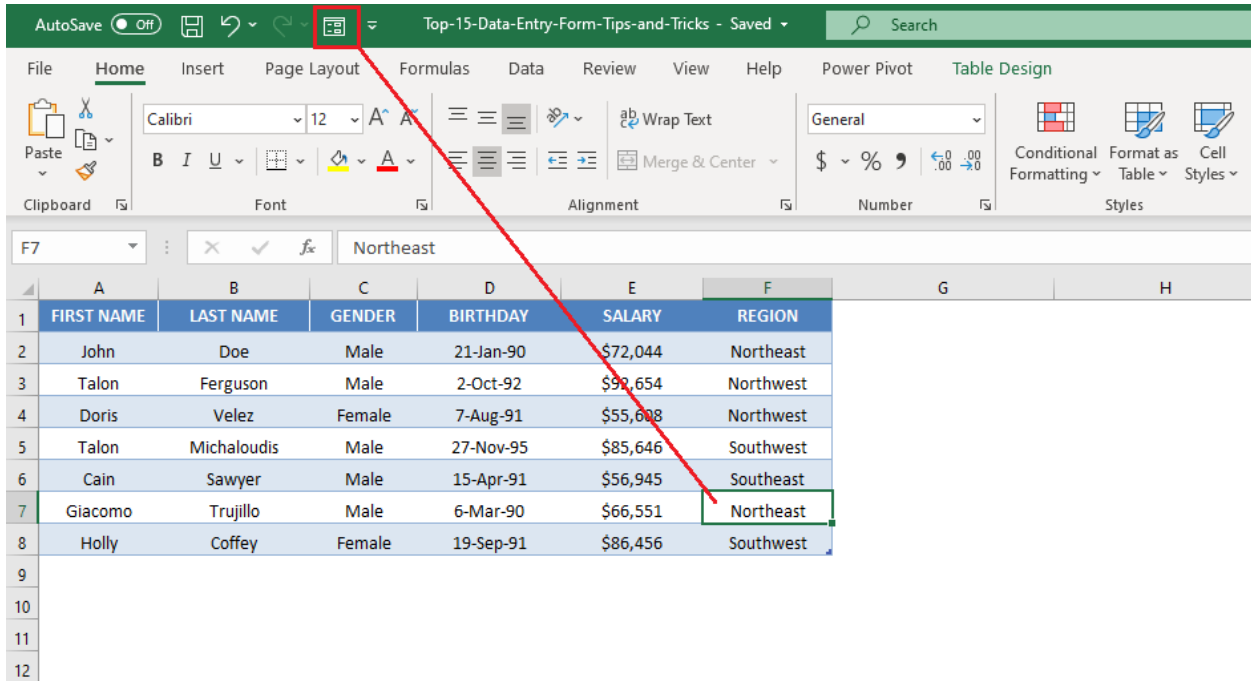 AutoSave Off Top-15-Data-Entry-Form-Tips-and-Tricks - Saved Search
File Home Insert Page Layout Formulas Data Review View Help Power Pivot Table Design
Calibri 12 A A ab Wrap Text General
Paste B I U A Merge & Center $ % 9 .00 .00 Conditional Formatting Format as Table Cell Styles
Clipboard Font Alignment Number Styles
F7 fx Northeast
A B C D E F G H
1 FIRST NAME LAST NAME GENDER BIRTHDAY SALARY REGION
2 John Doe Male 21-Jan-90 $72,044 Northeast
3 Talon Ferguson Male 2-Oct-92 $92,654 Northwest
4 Doris Velez Female 7-Aug-91 Northwest
5 Talon Michaloudis Male 27-Nov-95 $85,646 Southwest
6 Cain Sawyer Male 15-Apr-91 $56,945 Southeast
7 Giacomo Trujillo Male 6-Mar-90 $66,551 Northeast
8 Holly Coffey Female 19-Sep-91 $86,456 Southwest
9
10
11
12